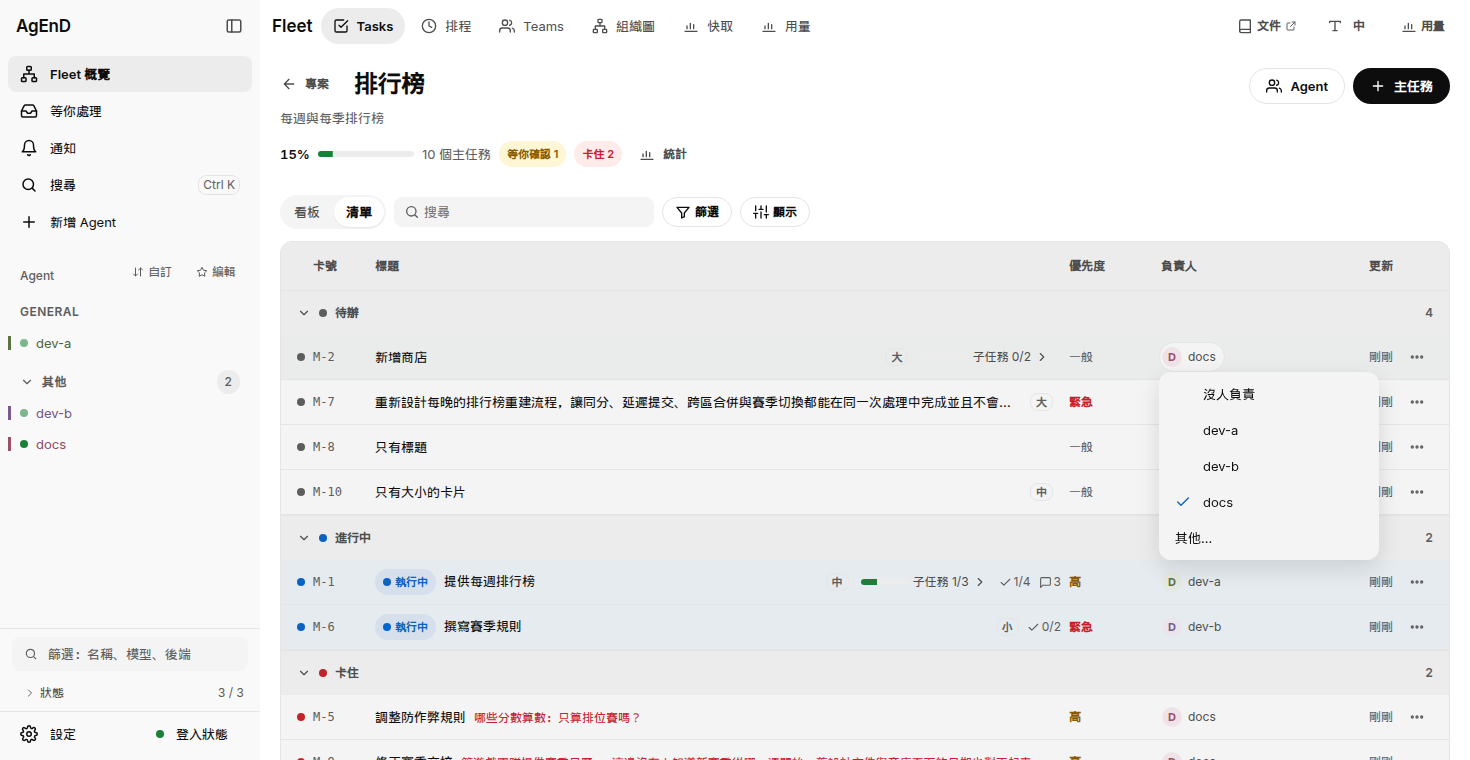 AgEnD
Fleet 概覽
等你處理
通知
搜尋 Ctrl K
新增 Agent
Agent 自訂 編輯
GENERAL
dev-a
其他 2
dev-b
docs
篩選：名稱、模型、後端
狀態 3 / 3
設定 登入狀態
Fleet Tasks 排程 Teams 組織圖 快取 用量 文件 中 用量
專案 排行榜 Agent 主任務
每週與每季排行榜
15% 10 個主任務 等你確認 1 卡住 2 統計
看板 清單 搜尋 篩選 顯示
卡號 標題 優先度 負責人 更新
待辦 4
M-2 新增商店 大 子任務 0/2 一般 D docs 剛剛
M-7 重新設計每晚的排行榜重建流程，讓同分、延遲提交、跨區合併與賽季切換都能在同一次處理中完成並且不會... 大 緊急 剛
M-8 只有標題 一般 剛
M-10 只有大小的卡片 中 一般 剛
沒人負責
dev-a
dev-b
docs
其他...
進行中 2
M-1 執行中 提供每週排行榜 中 子任務 1/3 1/4 3 高 D dev-a 剛剛
M-6 執行中 撰寫賽季規則 小 0/2 緊急 D dev-b 剛剛
卡住 2
M-5 調整防作弊規則 哪些分數算數：只算排位賽嗎？ 高 D docs 剛剛